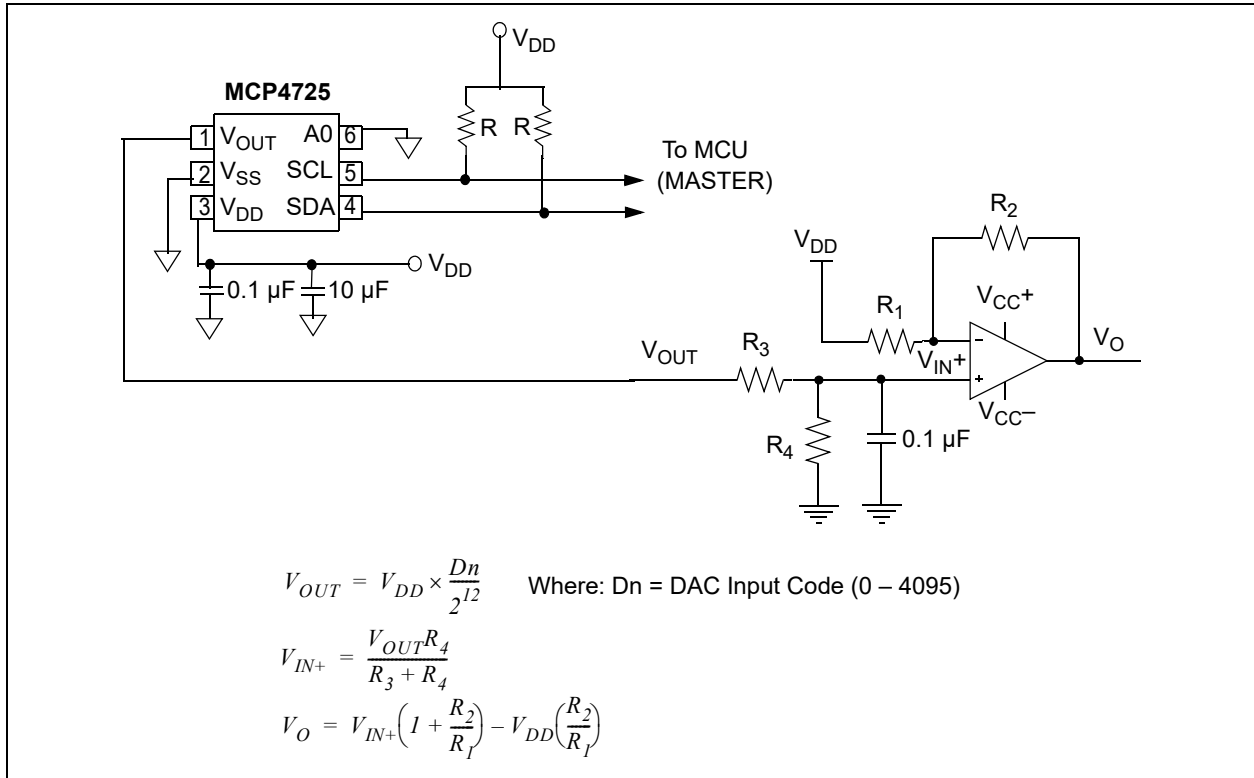 V_DD
MCP4725
1 V_OUT A0 6
2 V_SS SCL 5
3 V_DD SDA 4
R R
To MCU
(MASTER)
V_DD
0.1 µF 10 µF
V_DD
R_2
R_1
V_CC+
V_O
V_OUT
R_3
V_IN+
-
+
V_CC–
R_4
0.1 µF
V_OUT = V_DD × Dn/2^12 Where: Dn = DAC Input Code (0 – 4095)
V_IN+ = V_OUT R_4/(R_3 + R_4)
V_O = V_IN+(1 + R_2/R_1) – V_DD(R_2/R_1)